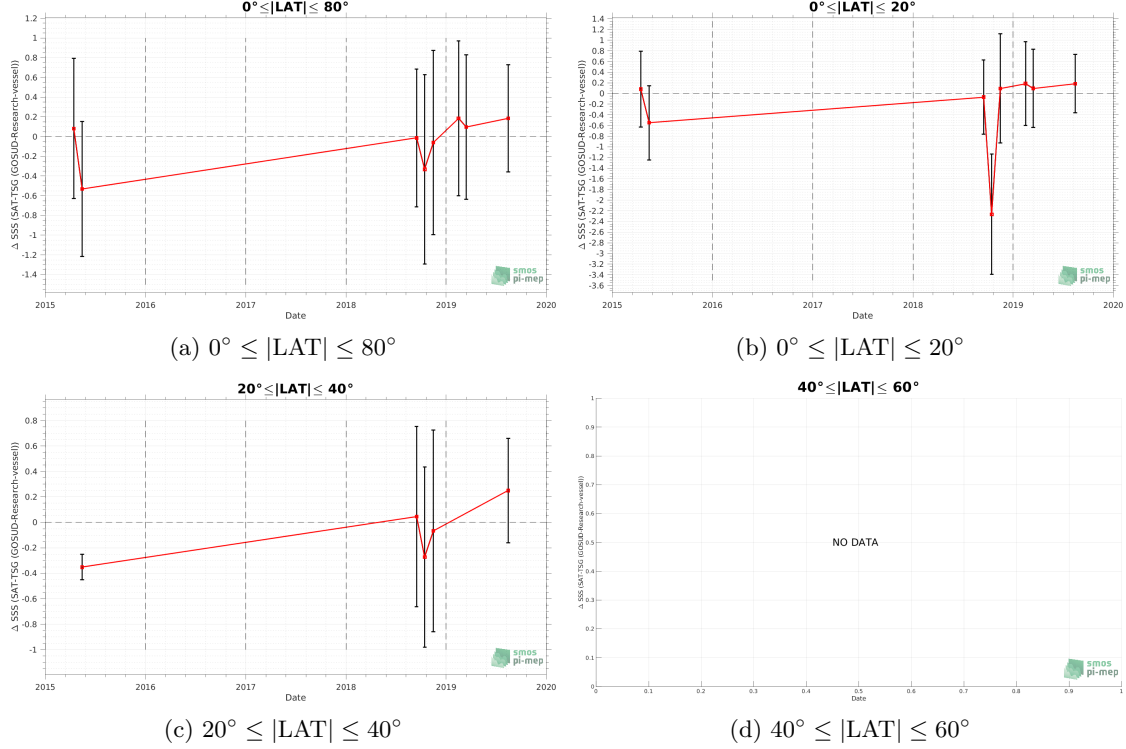 0°≤|LAT|≤ 80°
1.2
1
0.8
0.6
0.4
0.2
0
-0.2
-0.4
-0.6
-0.8
-1
-1.2
-1.4
Δ SSS (SAT-TSG (GOSUD-Research-vessel))
2015 2016 2017 2018 2019 2020
Date
smos
pi-mep
(a) 0° ≤ |LAT| ≤ 80°
0°≤|LAT|≤ 20°
1.4
1.2
1
0.8
0.6
0.4
0.2
0
-0.2
-0.4
-0.6
-0.8
-1
-1.2
-1.4
-1.6
-1.8
-2
-2.2
-2.4
-2.6
-2.8
-3
-3.2
-3.4
-3.6
Δ SSS (SAT-TSG (GOSUD-Research-vessel))
2015 2016 2017 2018 2019 2020
Date
smos
pi-mep
(b) 0° ≤ |LAT| ≤ 20°
20°≤|LAT|≤ 40°
0.8
0.6
0.4
0.2
0
-0.2
-0.4
-0.6
-0.8
-1
Δ SSS (SAT-TSG (GOSUD-Research-vessel))
2015 2016 2017 2018 2019 2020
Date
smos
pi-mep
(c) 20° ≤ |LAT| ≤ 40°
40°≤|LAT|≤ 60°
1
0.9
0.8
0.7
0.6
0.5
0.4
0.3
0.2
0.1
0
Δ SSS (SAT-TSG (GOSUD-Research-vessel))
NO DATA
0 0.1 0.2 0.3 0.4 0.5 0.6 0.7 0.8 0.9 1
Date
smos
pi-mep
(d) 40° ≤ |LAT| ≤ 60°